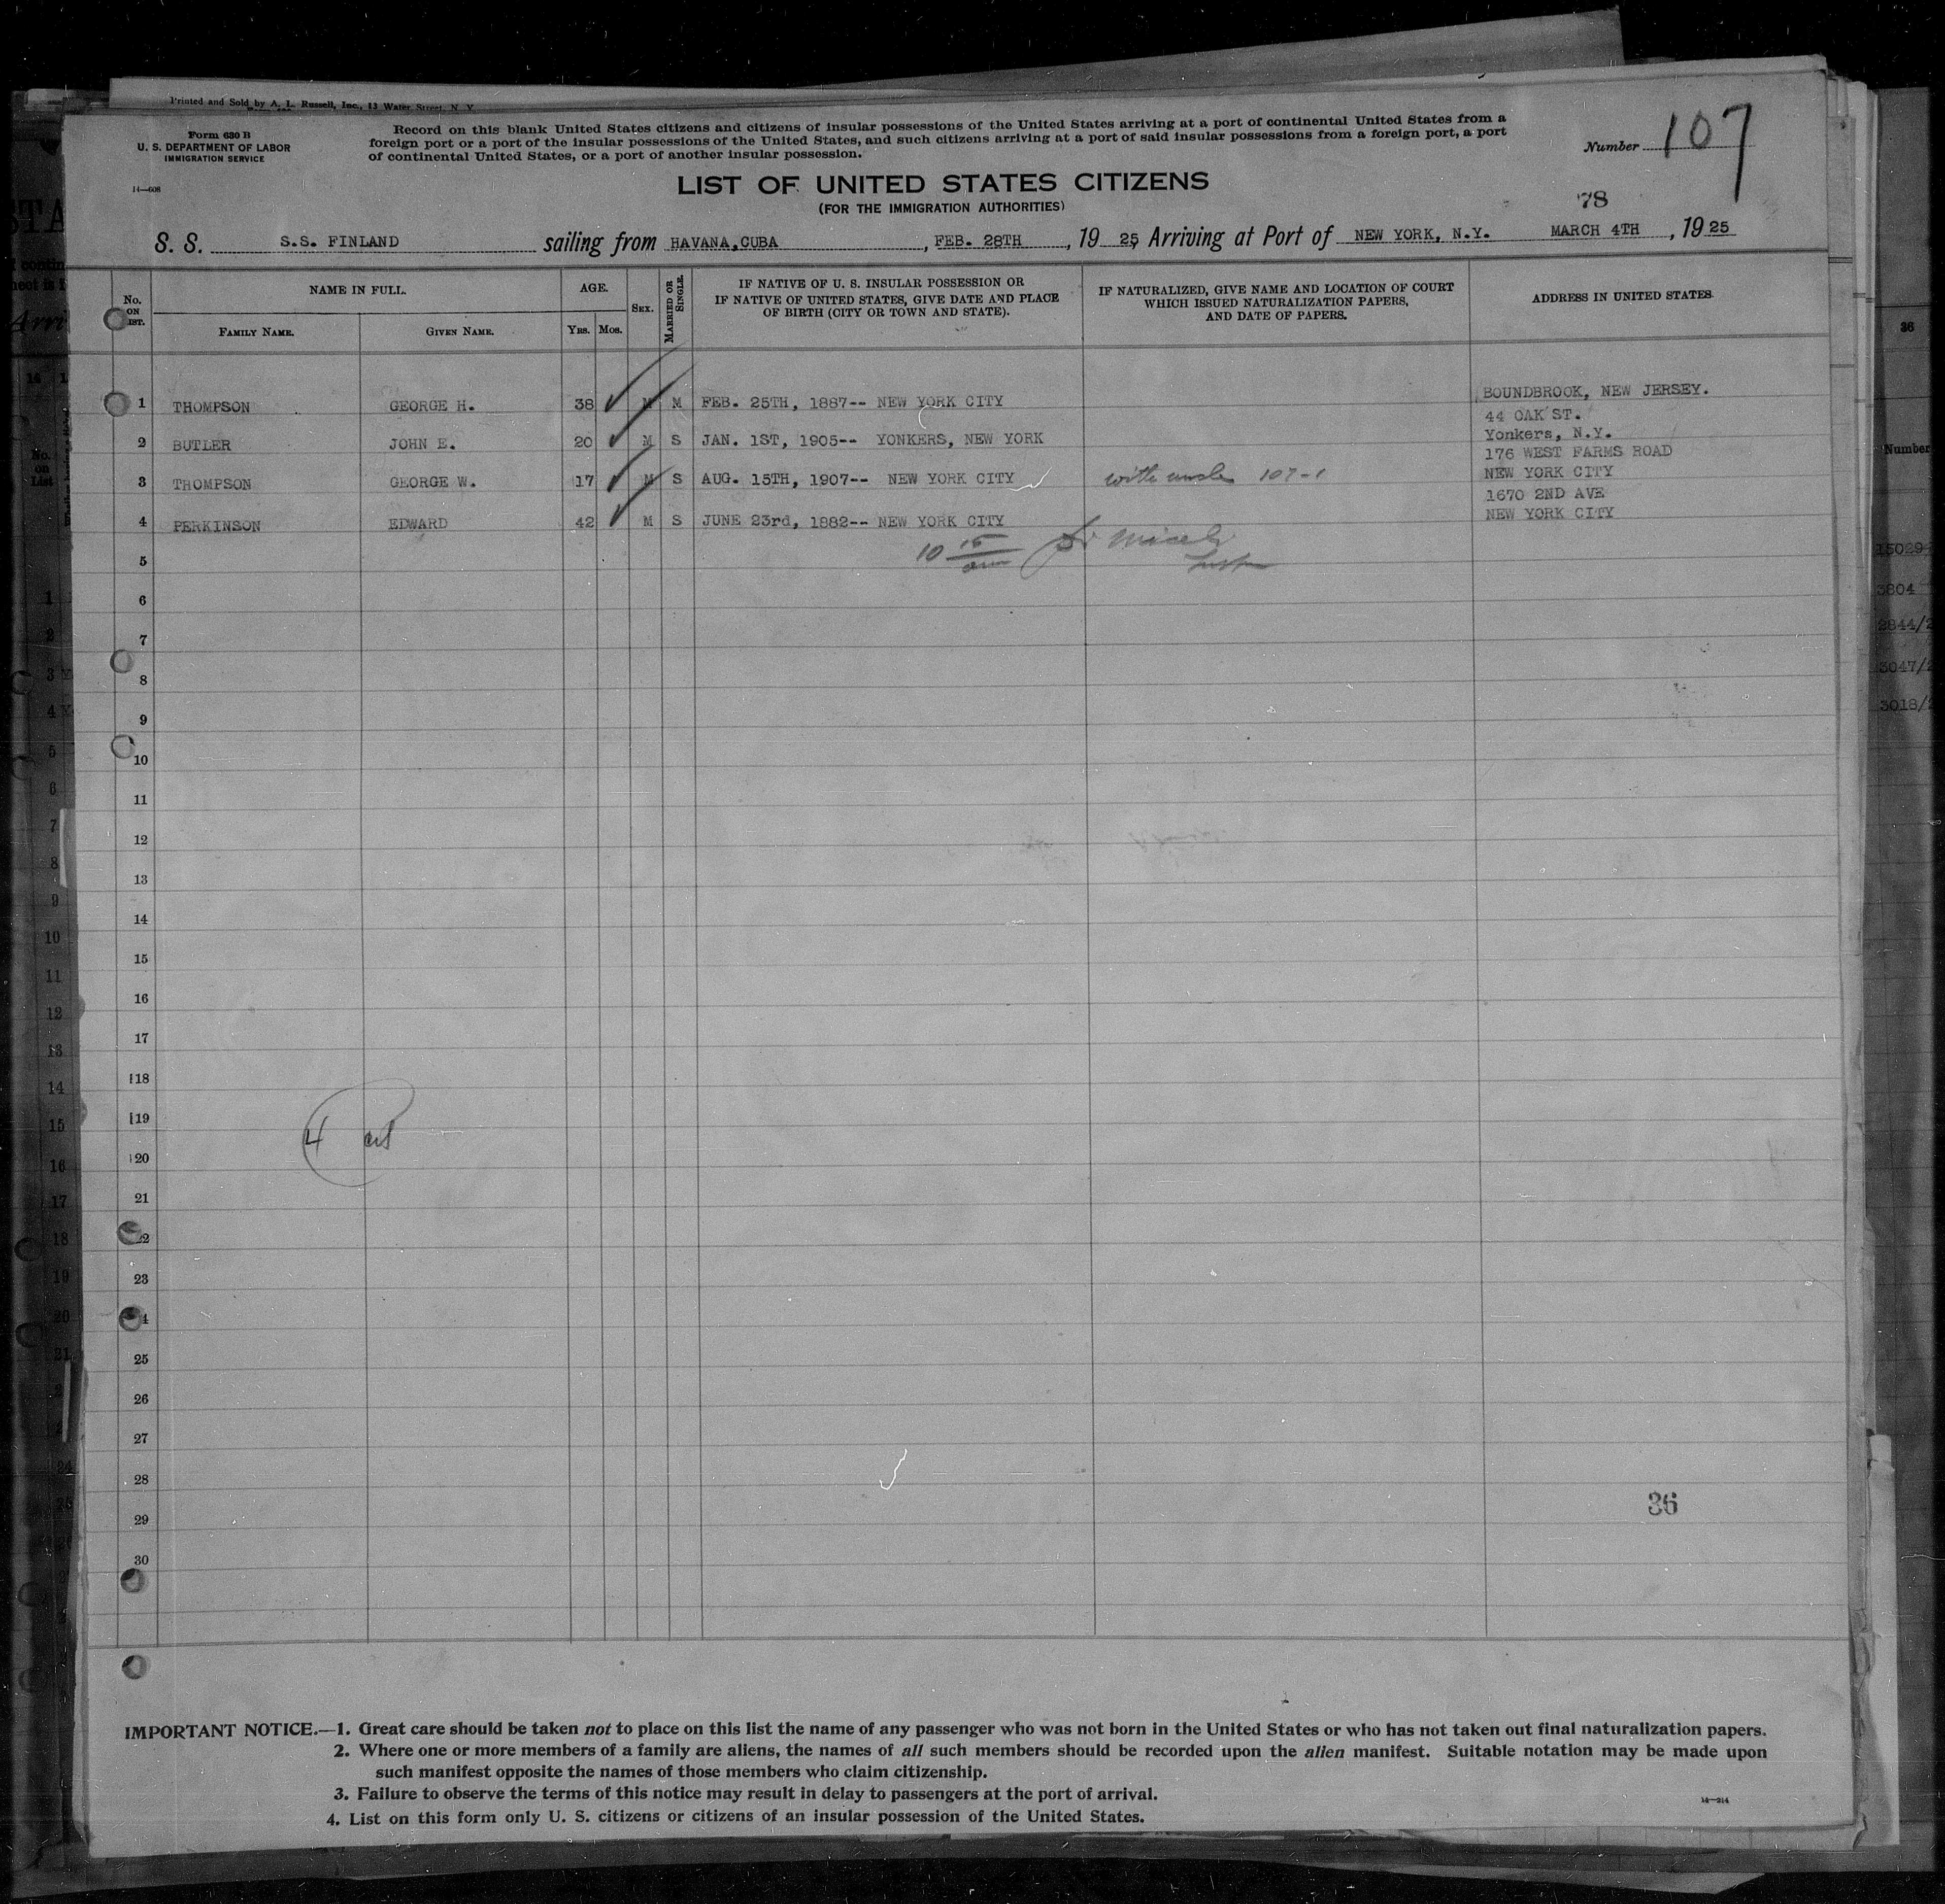 Printed and Sold by A. L. Russell, Inc., 13 Water Street, N. Y.
Form 630 B
U. S. DEPARTMENT OF LABOR
IMMIGRATION SERVICE
14—608
Record on this blank United States citizens and citizens of insular possessions of the United States arriving at a port of continental United States from a
foreign port or a port of the insular possessions of the United States, and such citizens arriving at a port of said insular possessions from a foreign port, a port
of continental United States, or a port of another insular possession.
Number 107
LIST OF UNITED STATES CITIZENS
(FOR THE IMMIGRATION AUTHORITIES)
78
S. S. S.S. FINLAND sailing from HAVANA,CUBA, FEB. 28TH, 19 25 Arriving at Port of NEW YORK, N.Y. MARCH 4TH, 19 25
No. ON LIST.
NAME IN FULL.
FAMILY NAME.
GIVEN NAME.
AGE.
YRS. MOS.
SEX.
MARRIED OR SINGLE.
IF NATIVE OF U. S. INSULAR POSSESSION OR
IF NATIVE OF UNITED STATES, GIVE DATE AND PLACE
OF BIRTH (CITY OR TOWN AND STATE).
IF NATURALIZED, GIVE NAME AND LOCATION OF COURT
WHICH ISSUED NATURALIZATION PAPERS,
AND DATE OF PAPERS.
ADDRESS IN UNITED STATES.
1 THOMPSON GEORGE H. 38 M M FEB. 25TH, 1887-- NEW YORK CITY BOUNDBROOK, NEW JERSEY.
44 OAK ST.
2 BUTLER JOHN E. 20 M S JAN. 1ST, 1905-- YONKERS, NEW YORK Yonkers, N.Y.
176 WEST FARMS ROAD
3 THOMPSON GEORGE W. 17 M S AUG. 15TH, 1907-- NEW YORK CITY with uncle 107-1 NEW YORK CITY
1670 2ND AVE
4 PERKINSON EDWARD 42 M S JUNE 23rd, 1882-- NEW YORK CITY NEW YORK CITY
10 15
5
6
7
8
9
10
11
12
13
14
15
16
17
18
19
4
20
21
22
23
4
25
26
27
28
29
36
30
IMPORTANT NOTICE.—1. Great care should be taken not to place on this list the name of any passenger who was not born in the United States or who has not taken out final naturalization papers.
2. Where one or more members of a family are aliens, the names of all such members should be recorded upon the alien manifest. Suitable notation may be made upon
such manifest opposite the names of those members who claim citizenship.
3. Failure to observe the terms of this notice may result in delay to passengers at the port of arrival.
4. List on this form only U. S. citizens or citizens of an insular possession of the United States.
14—214